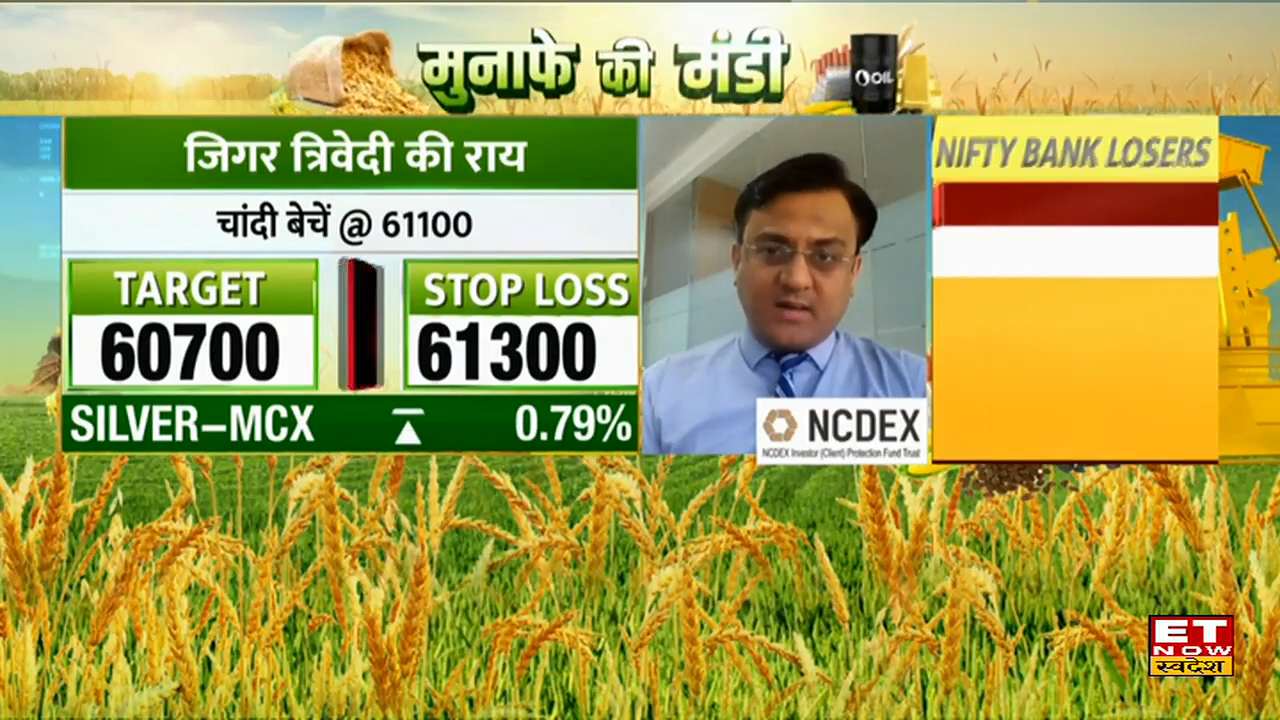 मुनाफे की मंडी
OIL
जिगर त्रिवेदी की राय
चांदी बेचें @ 61100
TARGET
60700
STOP LOSS
61300
SILVER–MCX
0.79%
NCDEX
NCDEX Investor (Client) Protection Fund Trust
NIFTY BANK LOSERS
ET
NOW
स्वदेश